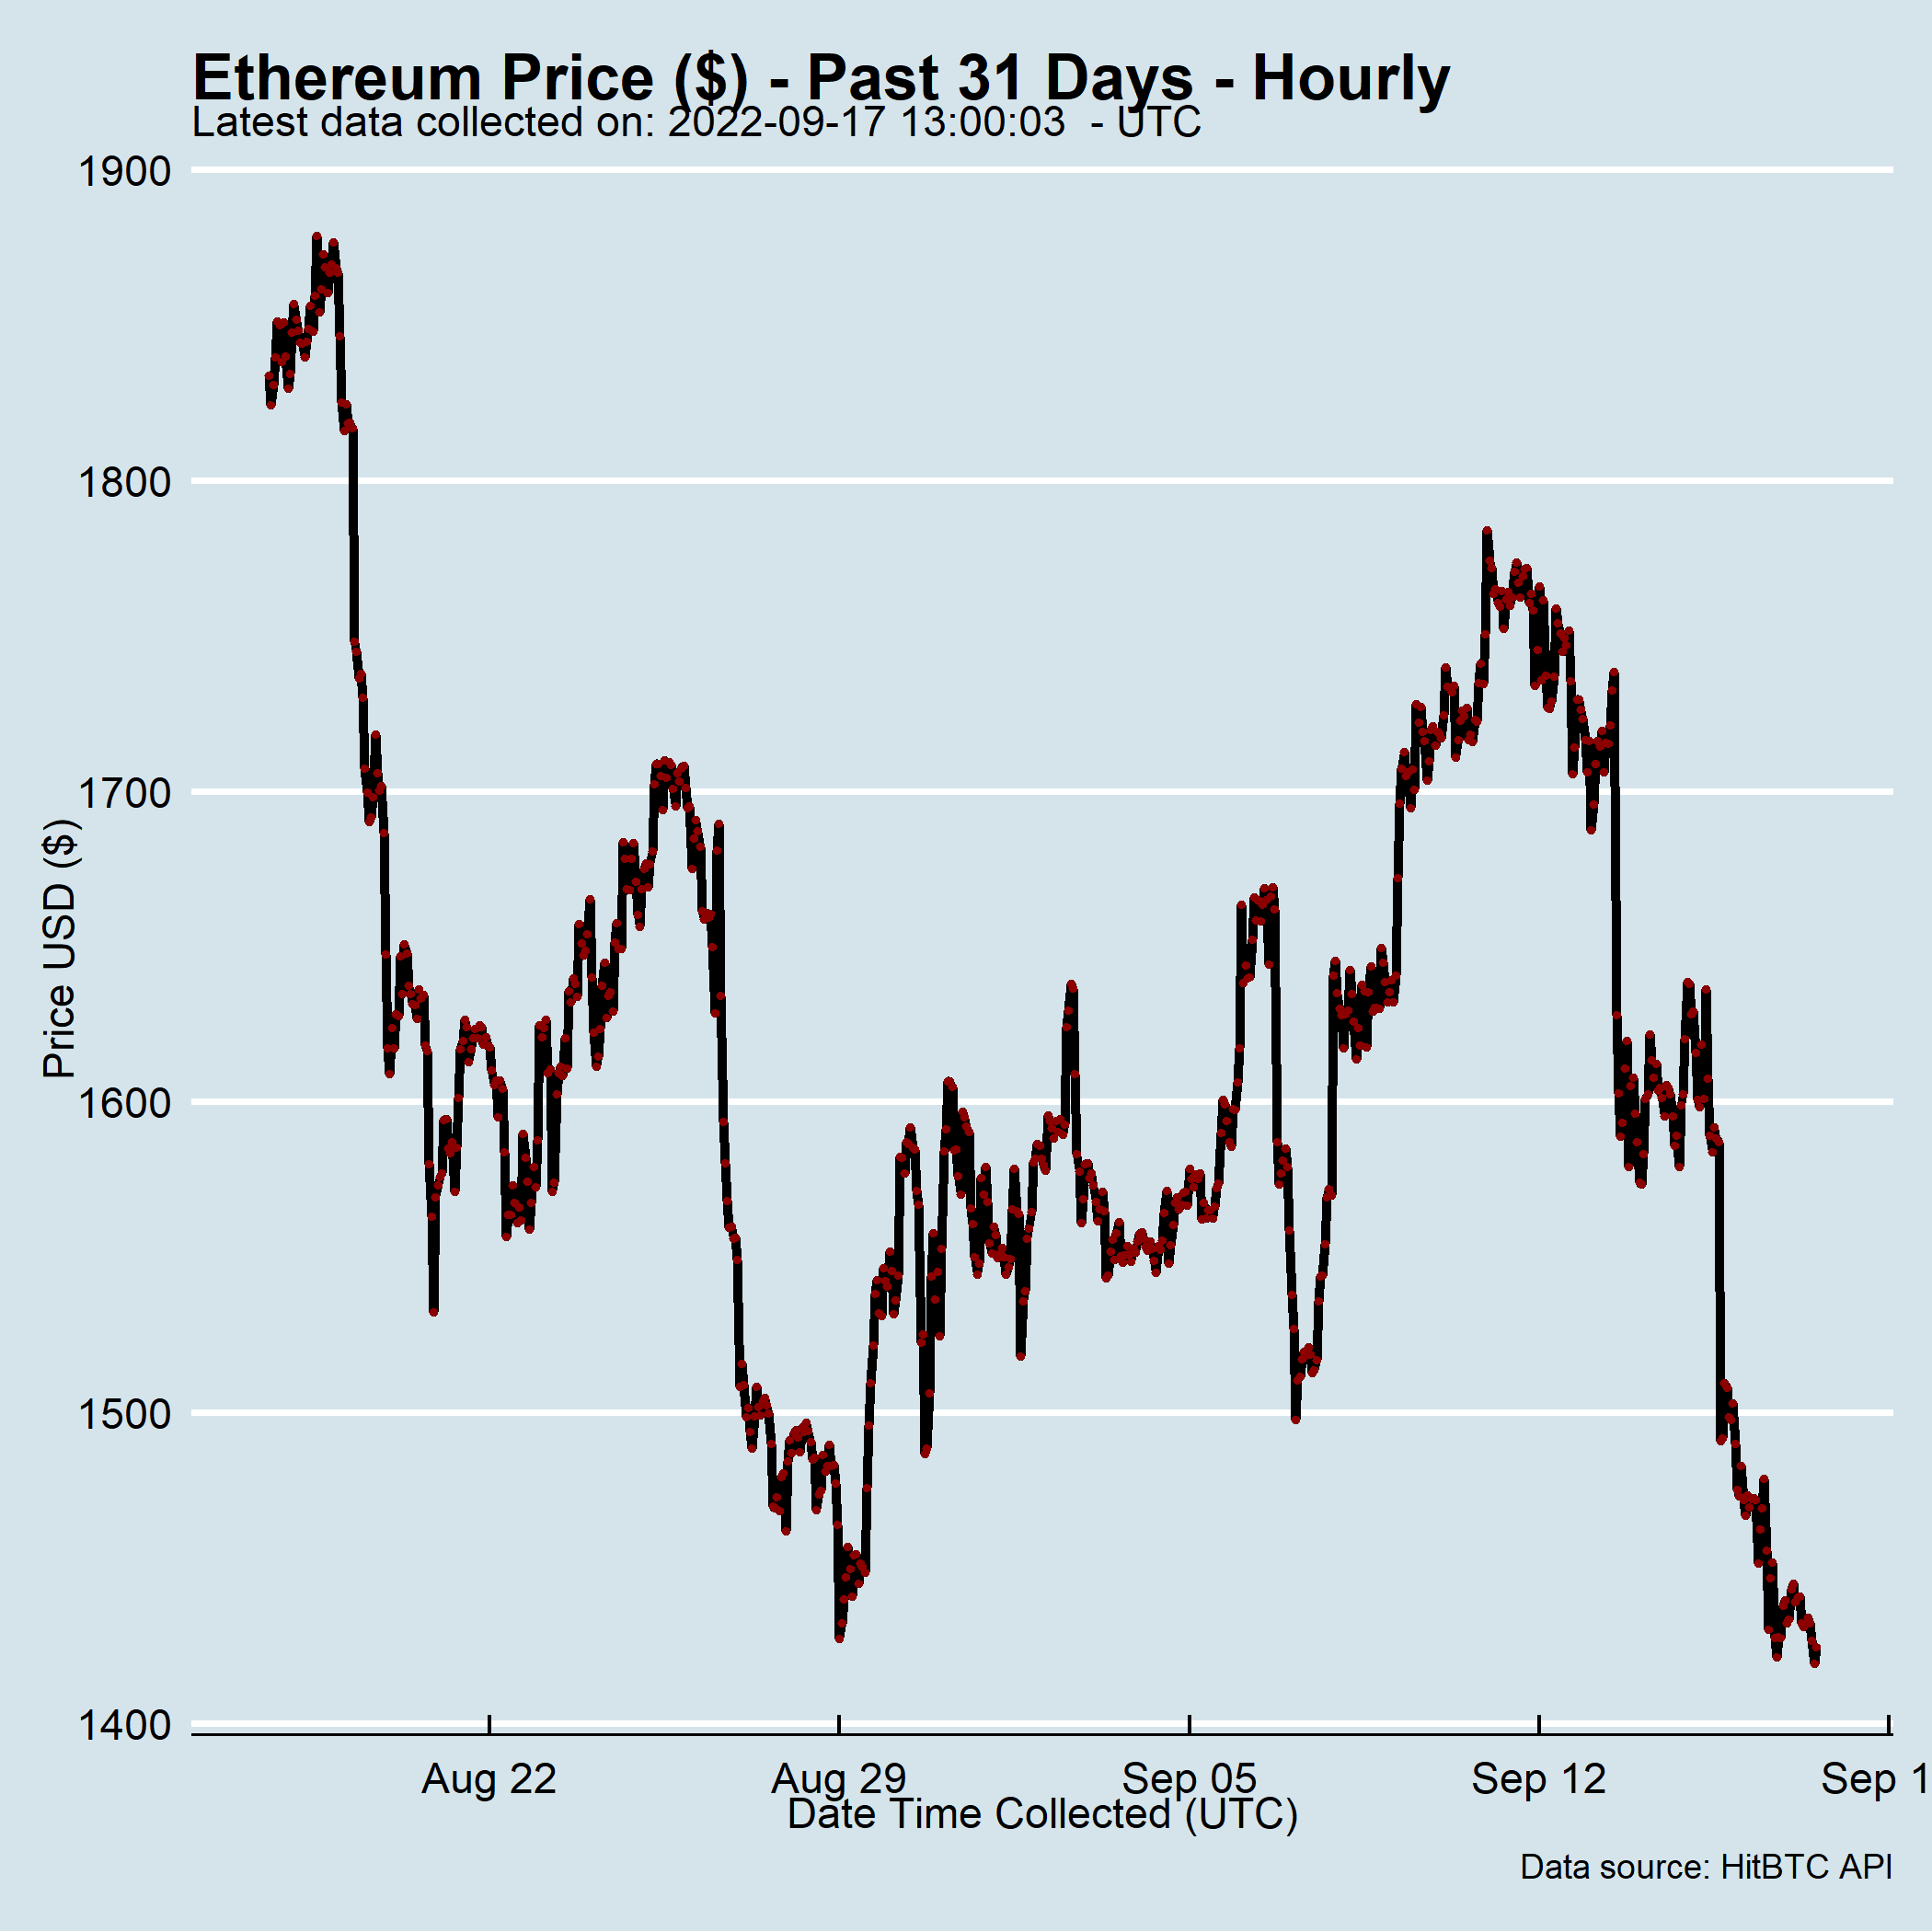 Ethereum Price ($) - Past 31 Days - Hourly
Latest data collected on: 2022-09-17 13:00:03  - UTC
1900
1800
1700
1600
1500
1400
Price USD ($)
Aug 22 Aug 29 Sep 05 Sep 12 Sep 1
Date Time Collected (UTC)
Data source: HitBTC API